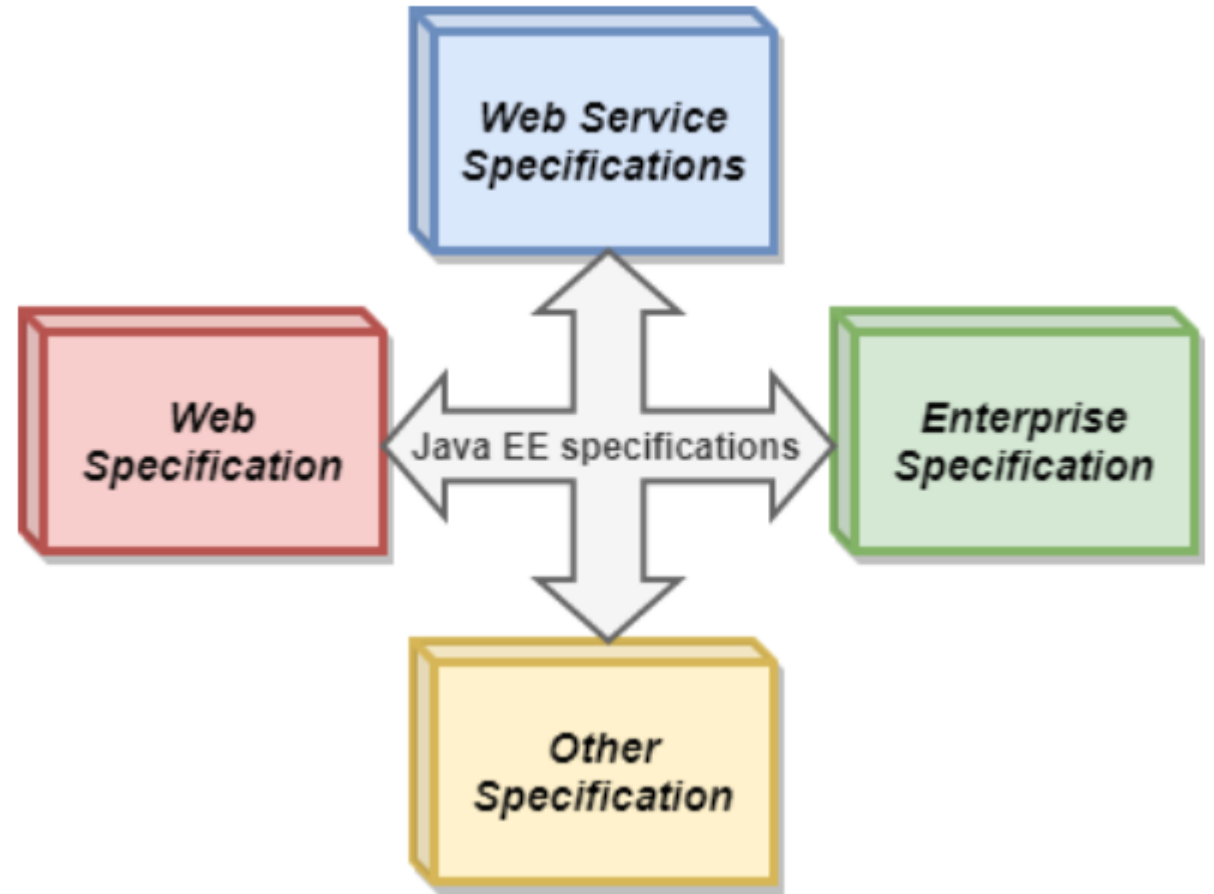 Web Service
Specifications
Web
Specification
Java EE specifications
Enterprise
Specification
Other
Specification